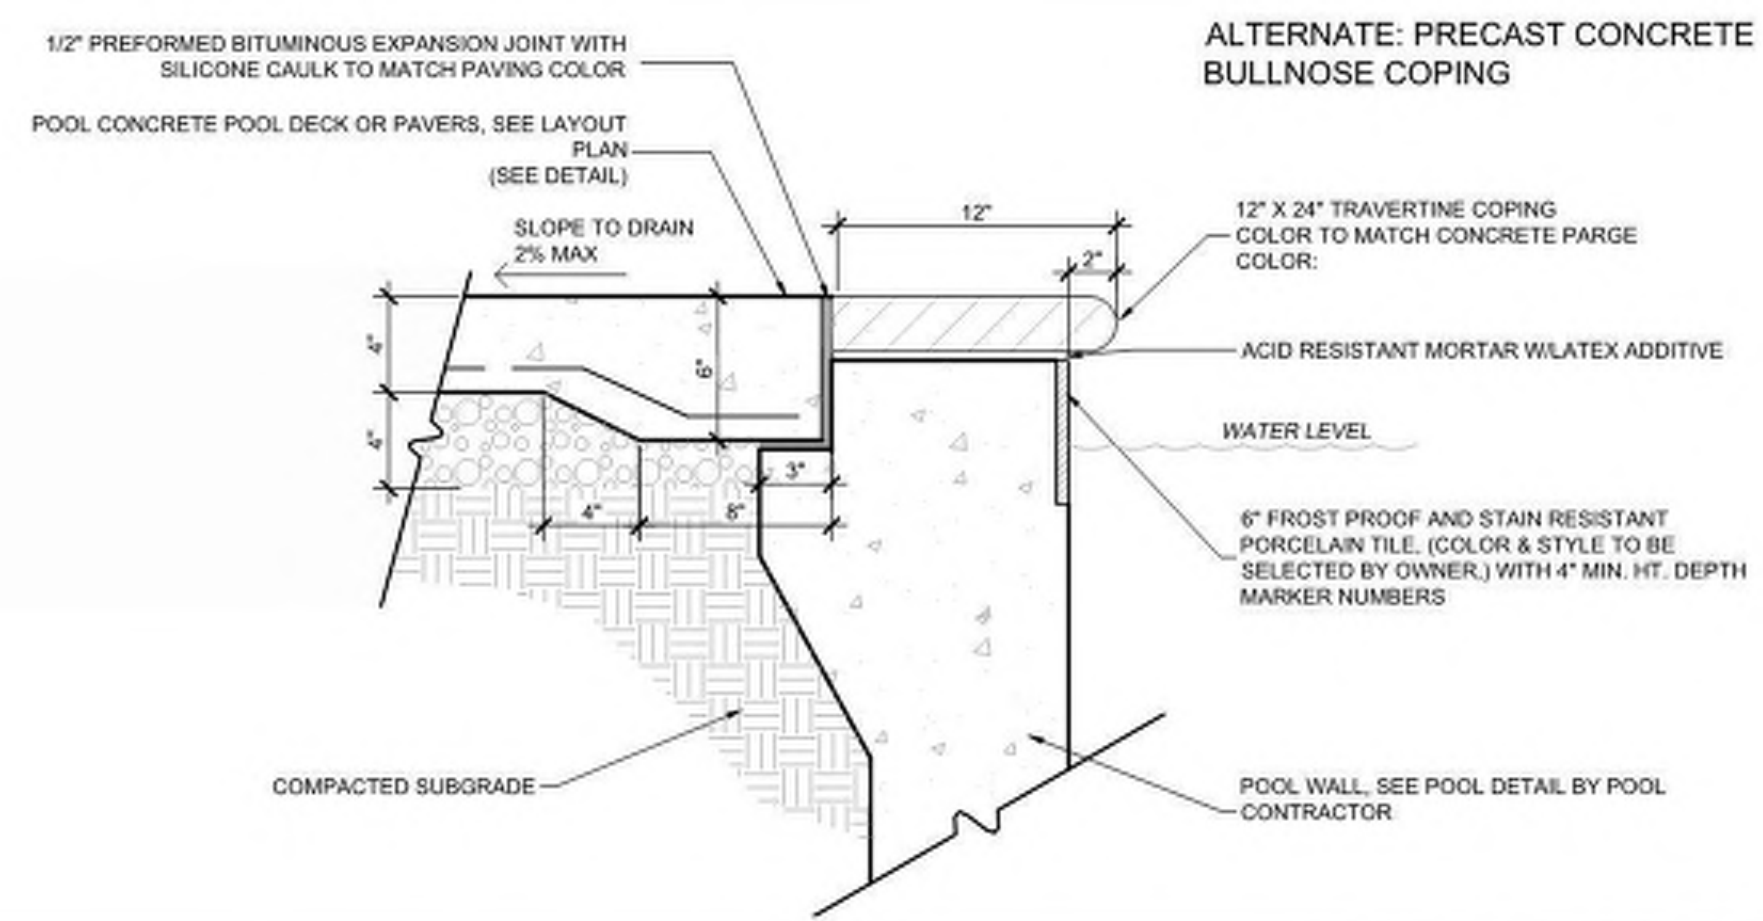 ALTERNATE: PRECAST CONCRETE
BULLNOSE COPING
1/2" PREFORMED BITUMINOUS EXPANSION JOINT WITH
SILICONE CAULK TO MATCH PAVING COLOR
POOL CONCRETE POOL DECK OR PAVERS, SEE LAYOUT
PLAN
(SEE DETAIL)
SLOPE TO DRAIN
2% MAX
12"
2"
12" X 24" TRAVERTINE COPING
COLOR TO MATCH CONCRETE PARGE
COLOR:
4"
6"
ACID RESISTANT MORTAR W/LATEX ADDITIVE
4"
WATER LEVEL
3"
4"
8"
6" FROST PROOF AND STAIN RESISTANT
PORCELAIN TILE, (COLOR & STYLE TO BE
SELECTED BY OWNER,) WITH 4" MIN. HT. DEPTH
MARKER NUMBERS
COMPACTED SUBGRADE
POOL WALL, SEE POOL DETAIL BY POOL
CONTRACTOR